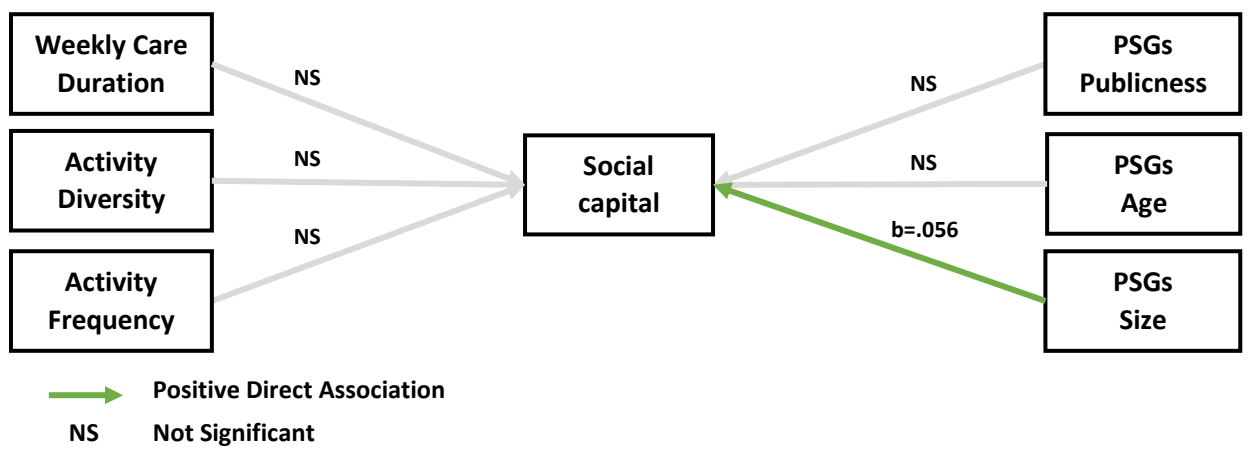 Weekly Care
Duration
NS
Activity
Diversity
NS
Activity
Frequency
NS
Social
capital
PSGs
Publicness
NS
PSGs
Age
NS
PSGs
Size
b=.056
Positive Direct Association
NS Not Significant